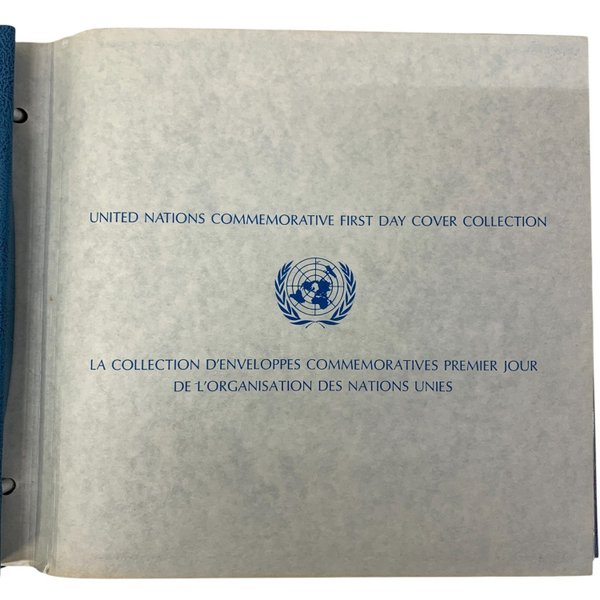 UNITED NATIONS COMMEMORATIVE FIRST DAY COVER COLLECTION
LA COLLECTION D'ENVELOPPES COMMEMORATIVES PREMIER JOUR
DE L'ORGANISATION DES NATIONS UNIES